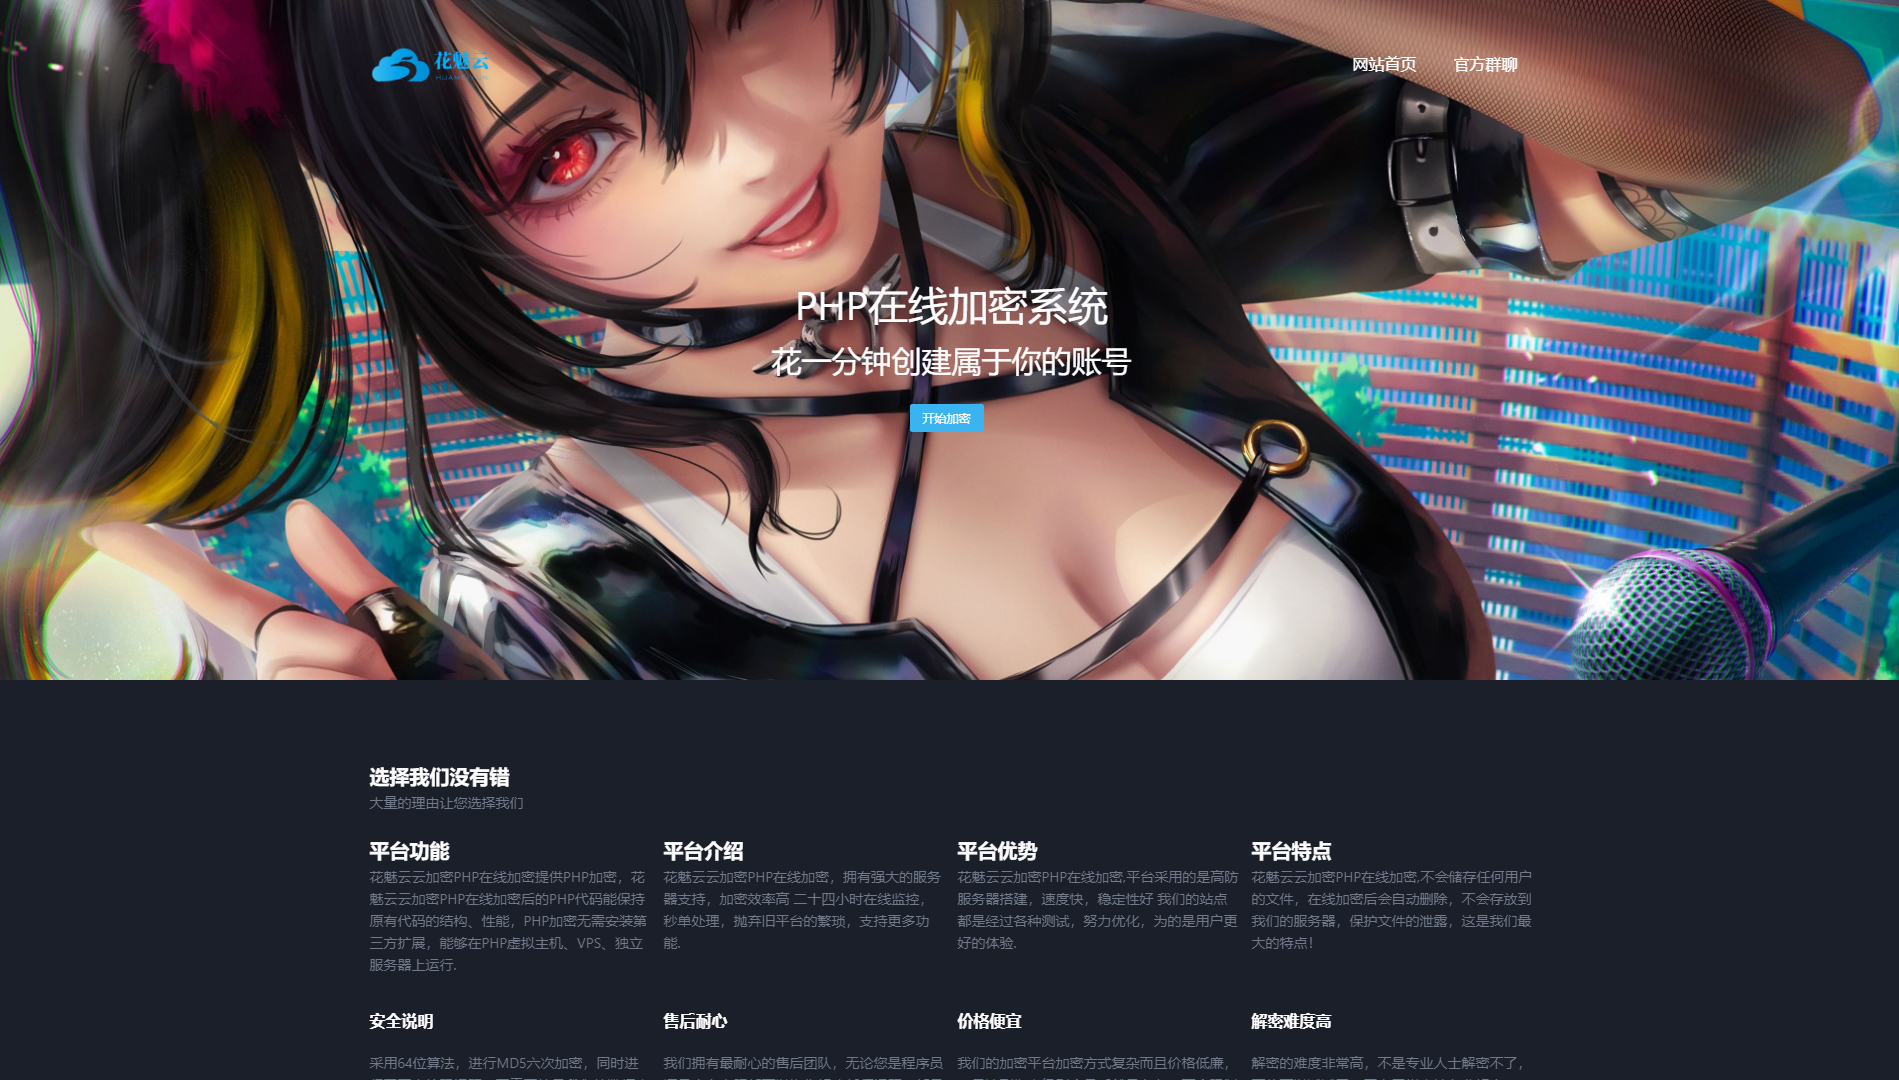 花魅云
网站首页 官方群聊
PHP在线加密系统
花一分钟创建属于你的账号
开始加密
选择我们没有错
大量的理由让您选择我们
平台功能
花魅云云加密PHP在线加密提供PHP加密，花
魅云云加密PHP在线加密后的PHP代码能保持
原有代码的结构、性能，PHP加密无需安装第
三方扩展，能够在PHP虚拟主机、VPS、独立
服务器上运行.
平台介绍
花魅云云加密PHP在线加密，拥有强大的服务
器支持，加密效率高 二十四小时在线监控，
秒单处理，抛弃旧平台的繁琐，支持更多功
能.
平台优势
花魅云云加密PHP在线加密,平台采用的是高防
服务器搭建，速度快，稳定性好 我们的站点
都是经过各种测试，努力优化，为的是用户更
好的体验.
平台特点
花魅云云加密PHP在线加密,不会储存任何用户
的文件，在线加密后会自动删除，不会存放到
我们的服务器，保护文件的泄露，这是我们最
大的特点！
安全说明
采用64位算法，进行MD5六次加密，同时进
售后耐心
我们拥有最耐心的售后团队，无论您是程序员
价格便宜
我们的加密平台加密方式复杂而且价格低廉，
解密难度高
解密的难度非常高，不是专业人士解密不了，